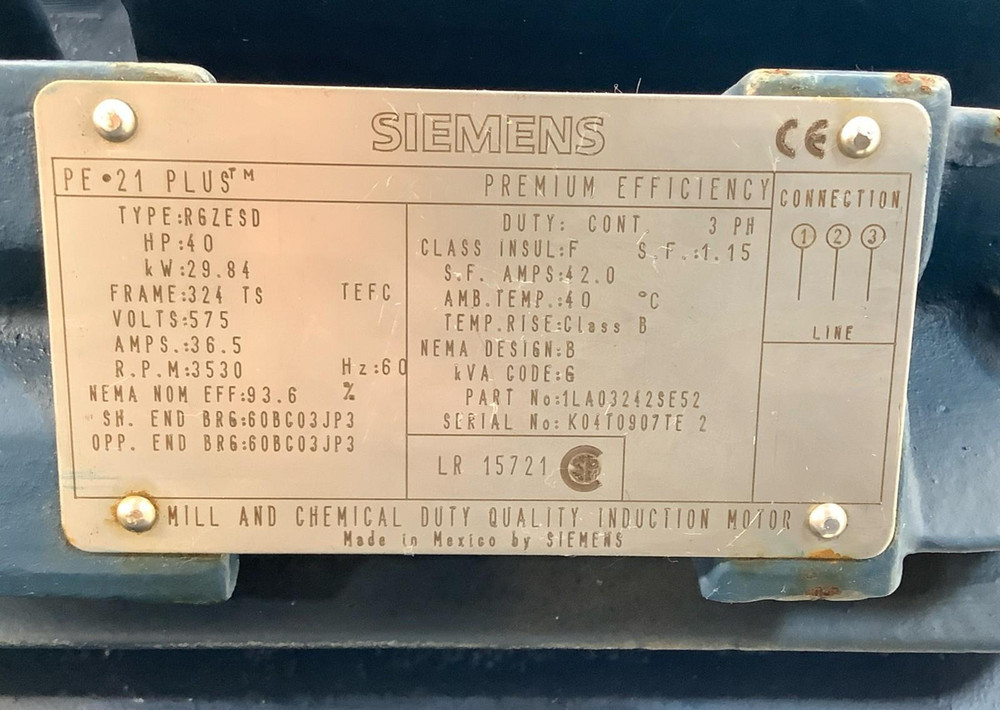 SIEMENS
CE
PE•21 PLUS™
PREMIUM EFFICIENCY
TYPE:RGZESD
HP:40
kW:29.84
FRAME:324 TS TEFC
VOLTS:575
AMPS.:36.5
R.P.M:3530 Hz:60
NEMA NOM EFF:93.6 %
SH. END BRG:60BC03JP3
OPP. END BRG:60BC03JP3
DUTY: CONT 3 PH
CLASS INSUL:F S.F.:1.15
S.F. AMPS:42.0
AMB.TEMP.:40 °C
TEMP.RISE:Class B
NEMA DESIGN:B
kVA CODE:G
PART No:1LA03242SE52
SERIAL No: K04T0907TE 2
LR 15721 CSA
CONNECTION
1 2 3
LINE
MILL AND CHEMICAL DUTY QUALITY INDUCTION MOTOR
Made in Mexico by SIEMENS